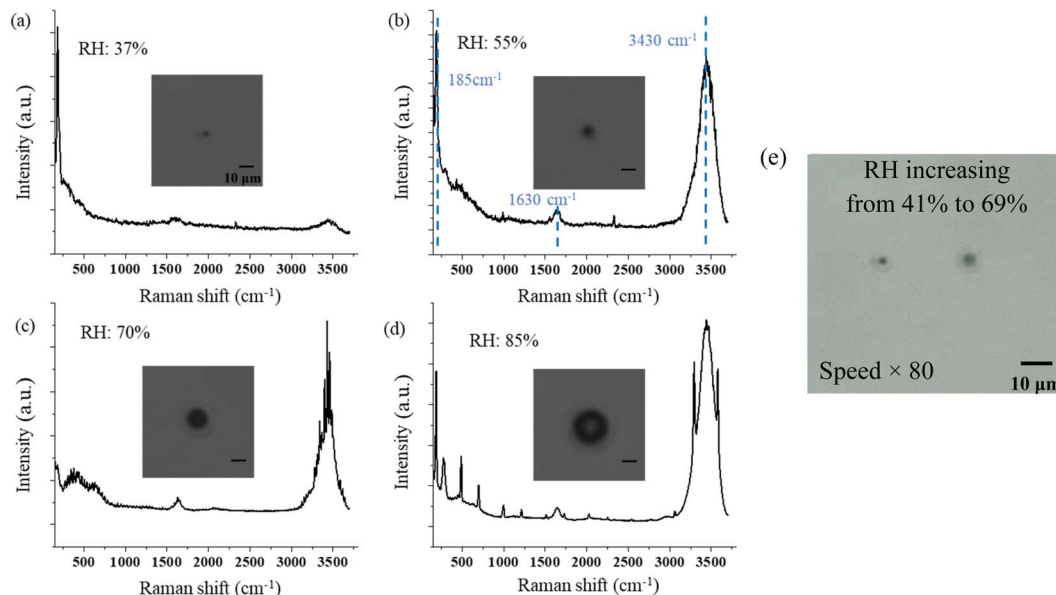 (a)
RH: 37%
10 μm
Intensity (a.u.)
500 1000 1500 2000 2500 3000 3500
Raman shift (cm⁻¹)
(b)
RH: 55%
185cm⁻¹
3430 cm⁻¹
1630 cm⁻¹
Intensity (a.u.)
500 1000 1500 2000 2500 3000 3500
Raman shift (cm⁻¹)
(c)
RH: 70%
Intensity (a.u.)
500 1000 1500 2000 2500 3000 3500
Raman shift (cm⁻¹)
(d)
RH: 85%
Intensity (a.u.)
500 1000 1500 2000 2500 3000 3500
Raman shift (cm⁻¹)
(e)
RH increasing
from 41% to 69%
Speed × 80
10 μm